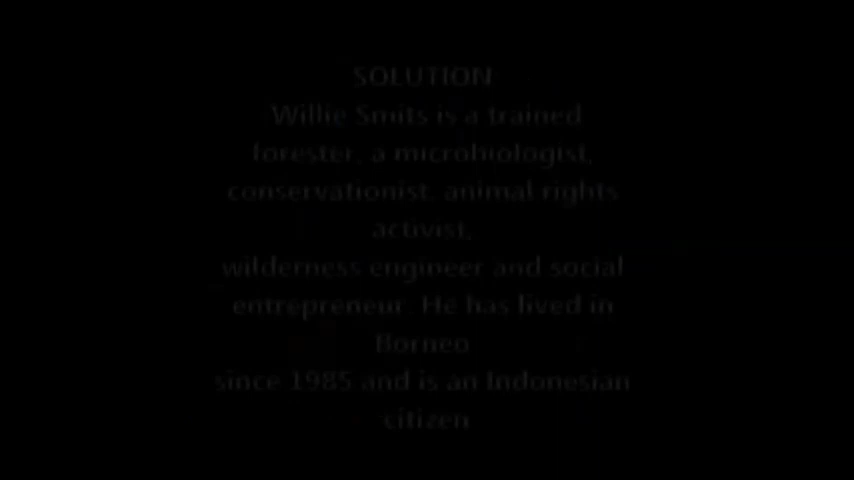 SOLUTION
Willie Smits is a trained
forester, a microbiologist,
conservationist, animal rights
activist,
wilderness engineer and social
entrepreneur. He has lived in
Borneo
since 1985 and is an Indonesian
citizen